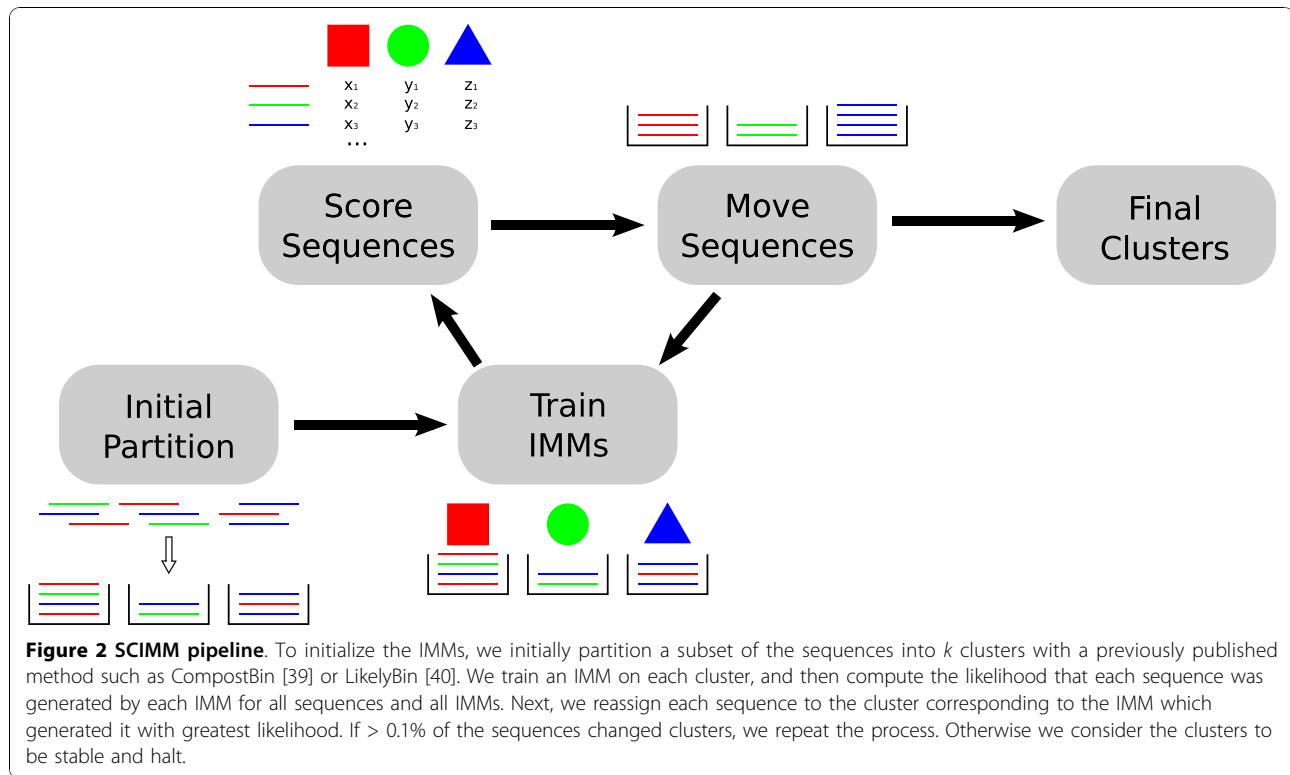 x₁ y₁ z₁
x₂ y₂ z₂
x₃ y₃ z₃
...
Score
Sequences
Move
Sequences
Final
Clusters
Initial
Partition
Train
IMMs
Figure 2 SCIMM pipeline. To initialize the IMMs, we initially partition a subset of the sequences into k clusters with a previously published
method such as CompostBin [39] or LikelyBin [40]. We train an IMM on each cluster, and then compute the likelihood that each sequence was
generated by each IMM for all sequences and all IMMs. Next, we reassign each sequence to the cluster corresponding to the IMM which
generated it with greatest likelihood. If > 0.1% of the sequences changed clusters, we repeat the process. Otherwise we consider the clusters to
be stable and halt.